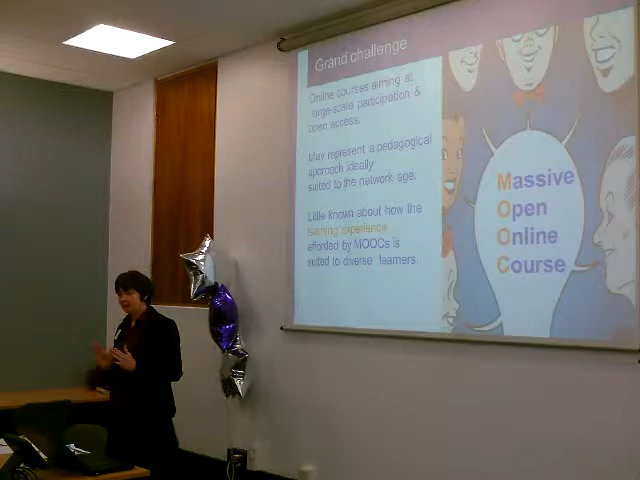 Grand challenge
Online courses aiming at
large-scale participation &
open access.
May represent a pedagogical
approach ideally
suited to the network age.
Little known about how the
learning experience
afforded by MOOCs is
suited to diverse learners.
Massive
Open
Online
Course